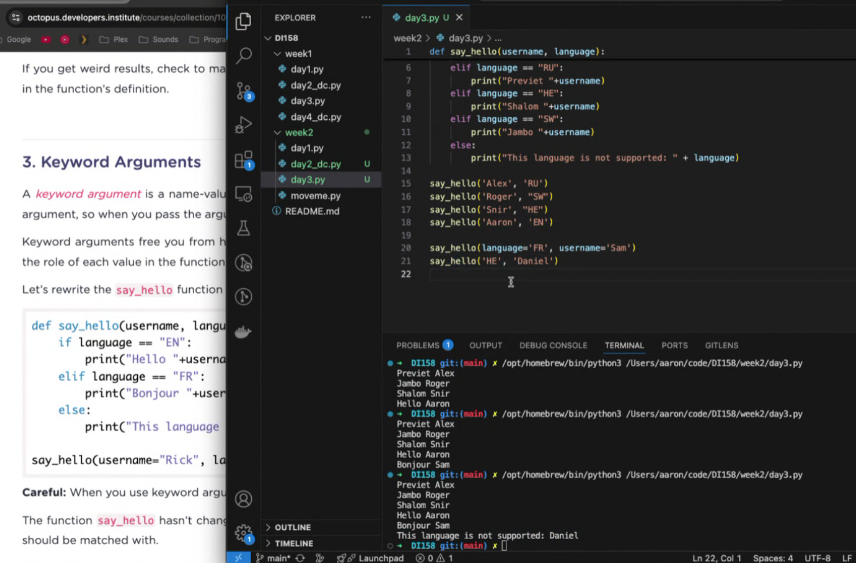 octopus.developers.institute/courses/collection/10
Google
Plex
Sounds
Progra
If you get weird results, check to ma
in the function's definition.
3. Keyword Arguments
A keyword argument is a name-valu
argument, so when you pass the argu
Keyword arguments free you from h
the role of each value in the function
Let's rewrite the say_hello function
def say_hello(username, langu
if language == "EN":
print("Hello "+userna
elif language == "FR":
print("Bonjour "+user
else:
print("This language
say_hello(username="Rick", la
Careful: When you use keyword argu
The function say_hello hasn't chang
should be matched with.
EXPLORER
DI158
week1
day1.py
day2_dc.py
day3.py
day4_dc.py
week2
day1.py
day2_dc.py U
day3.py U
moveme.py
README.md
OUTLINE
TIMELINE
day3.py U
week2 > day3.py > ...
1 def say_hello(username, language):
6 elif language == "RU":
7 print("Previet "+username)
8 elif language == "HE":
9 print("Shalom "+username)
10 elif language == "SW":
11 print("Jambo "+username)
12 else:
13 print("This language is not supported: " + language)
14
15 say_hello('Alex', 'RU')
16 say_hello('Roger', "SW")
17 say_hello('Snir', "HE")
18 say_hello('Aaron', 'EN')
19
20 say_hello(language='FR', username='Sam')
21 say_hello('HE', 'Daniel')
22
PROBLEMS 1 OUTPUT DEBUG CONSOLE TERMINAL PORTS GITLENS
➜ DI158 git:(main) ✗ /opt/homebrew/bin/python3 /Users/aaron/code/DI158/week2/day3.py
Previet Alex
Jambo Roger
Shalom Snir
Hello Aaron
➜ DI158 git:(main) ✗ /opt/homebrew/bin/python3 /Users/aaron/code/DI158/week2/day3.py
Previet Alex
Jambo Roger
Shalom Snir
Hello Aaron
Bonjour Sam
➜ DI158 git:(main) ✗ /opt/homebrew/bin/python3 /Users/aaron/code/DI158/week2/day3.py
Previet Alex
Jambo Roger
Shalom Snir
Hello Aaron
Bonjour Sam
This language is not supported: Daniel
➜ DI158 git:(main) ✗
3
1
1
main* Launchpad 0 1 Ln 22, Col 1 Spaces: 4 UTF-8 LF